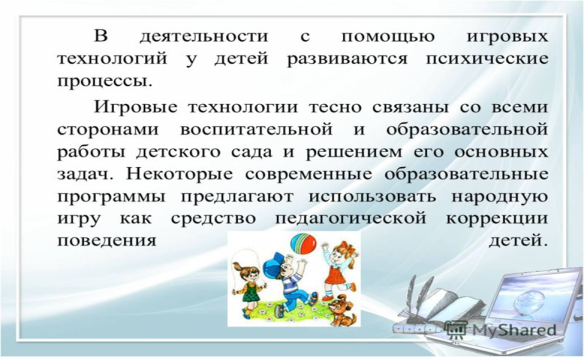 В деятельности с помощью игровых
технологий у детей развиваются психические
процессы.
Игровые технологии тесно связаны со всеми
сторонами воспитательной и образовательной
работы детского сада и решением его основных
задач. Некоторые современные образовательные
программы предлагают использовать народную
игру как средство педагогической коррекции
поведения детей.
MyShared